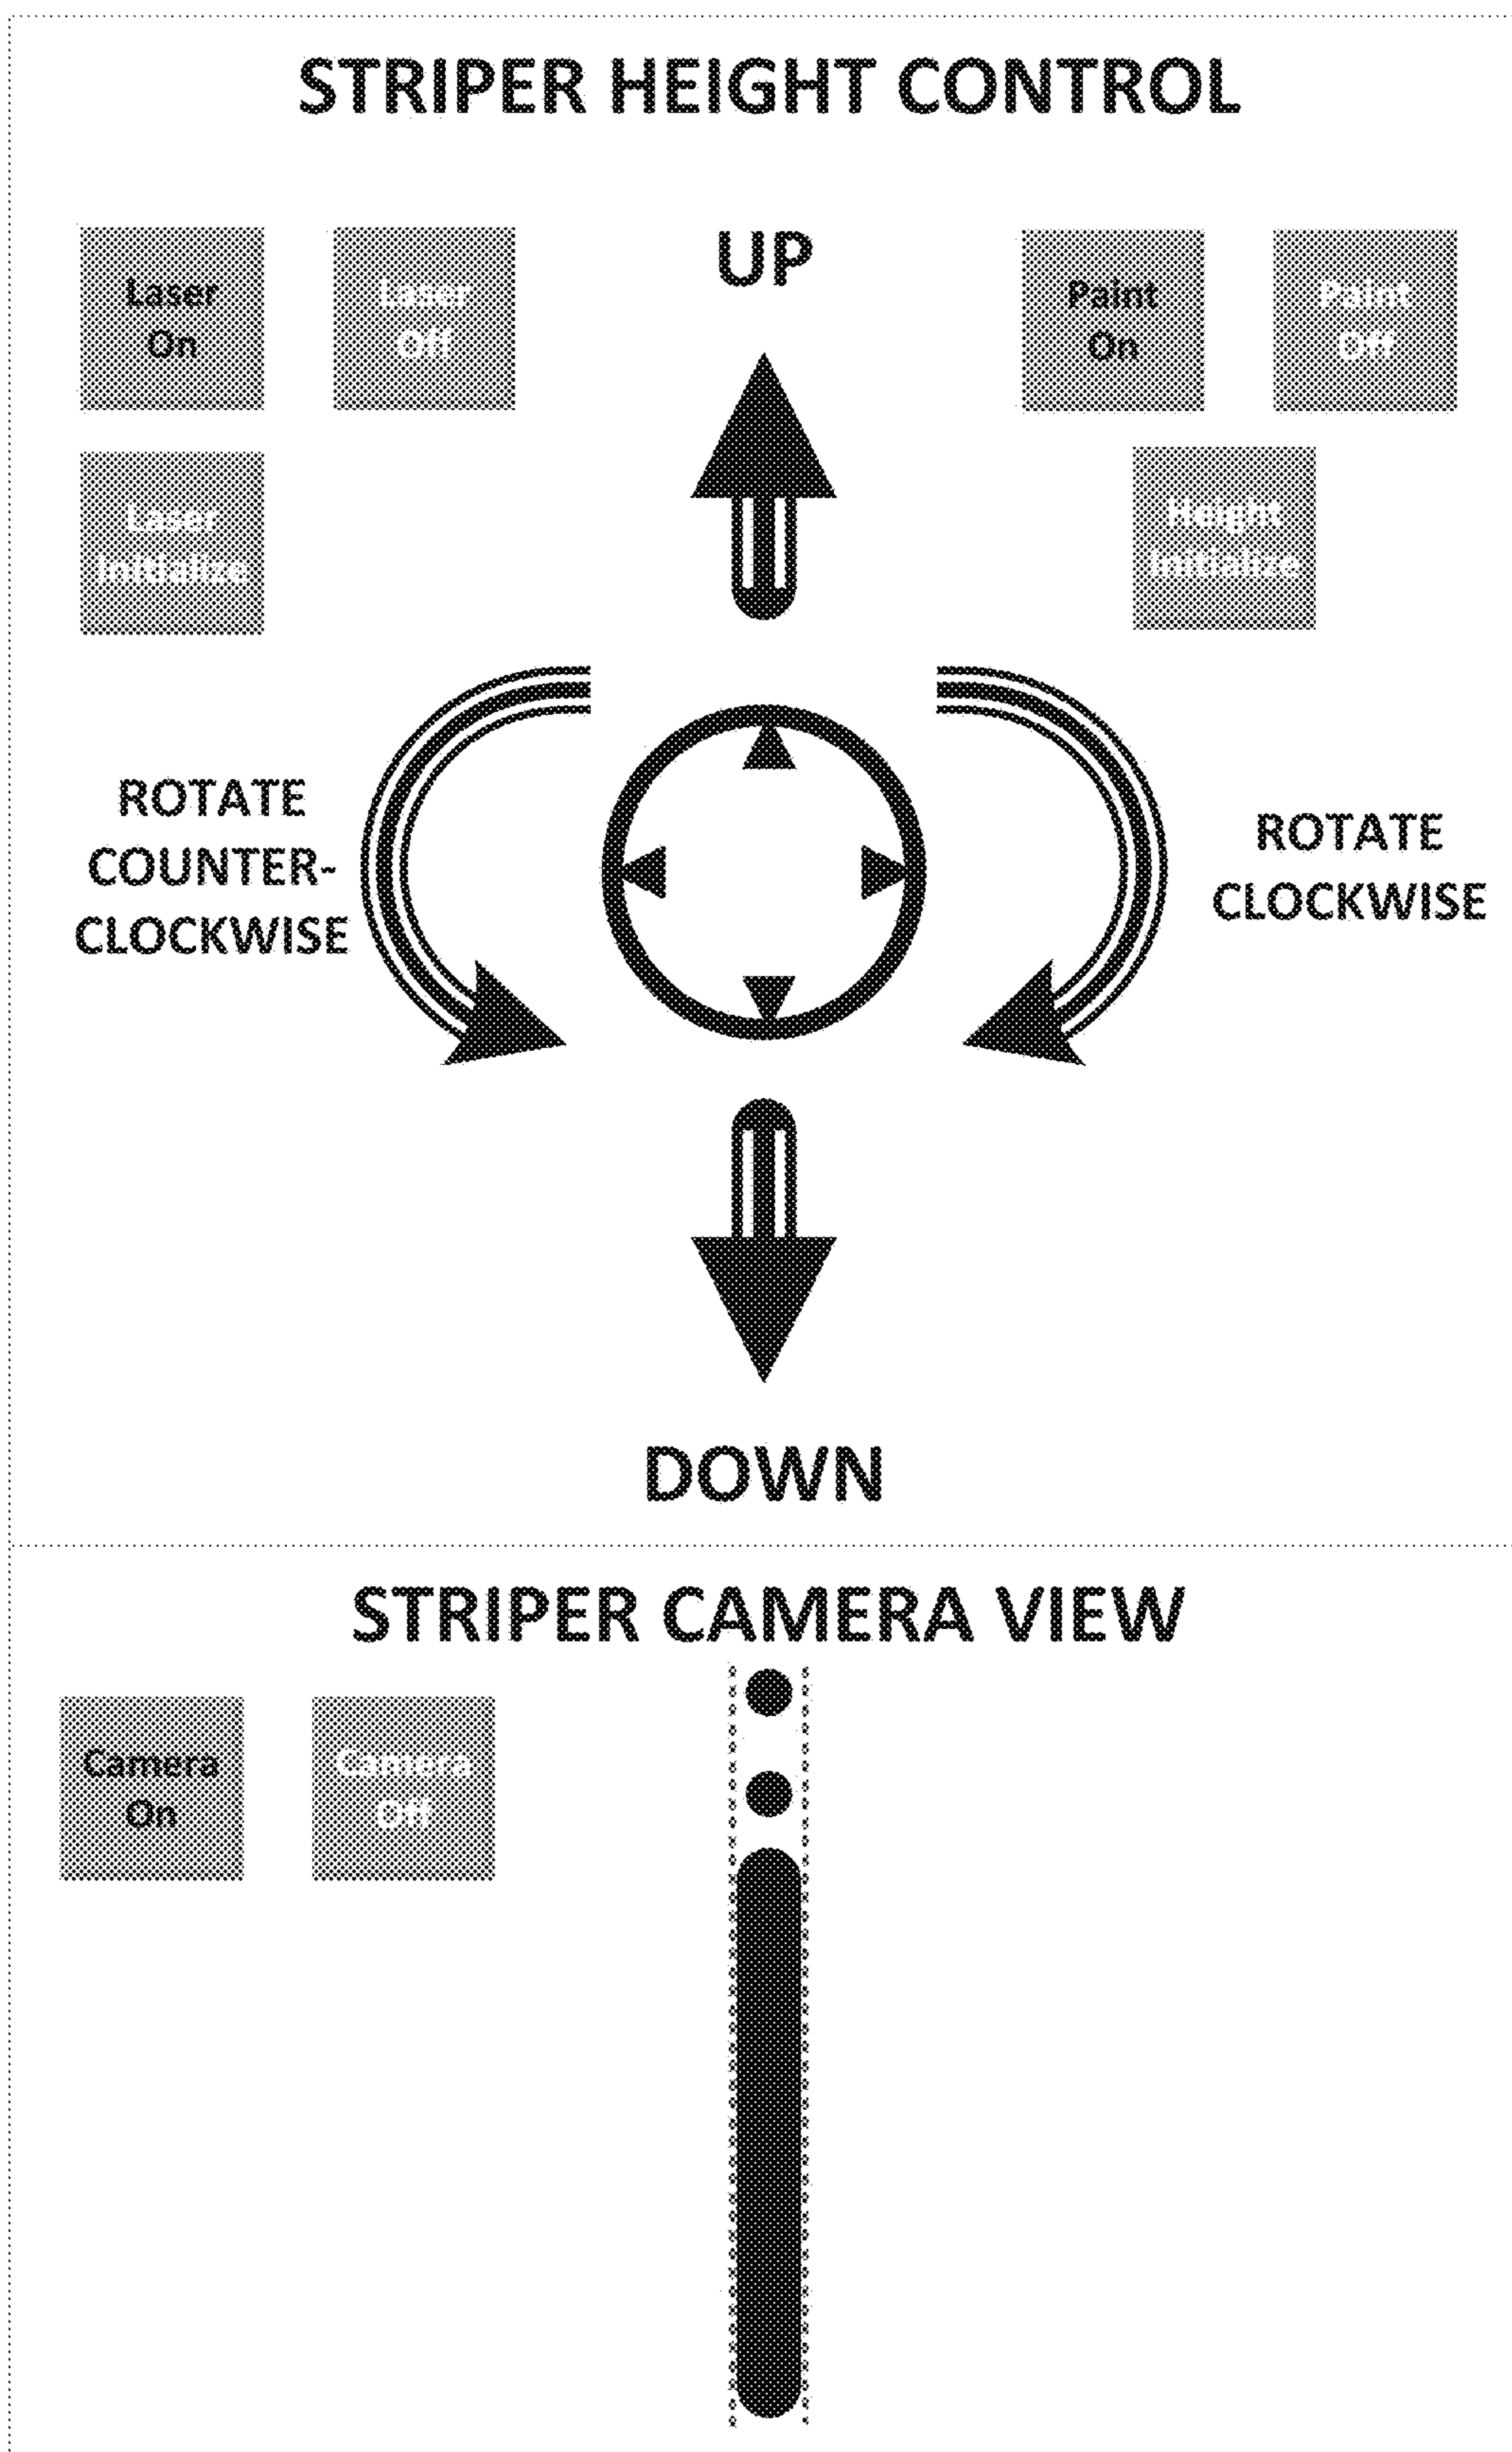 STRIPER HEIGHT CONTROL
Laser
On
Laser
Off
UP
Paint
On
Paint
Off
Laser
Initialize
Height
Initialize
ROTATE
COUNTER-
CLOCKWISE
ROTATE
CLOCKWISE
DOWN
STRIPER CAMERA VIEW
Camera
On
Camera
Off